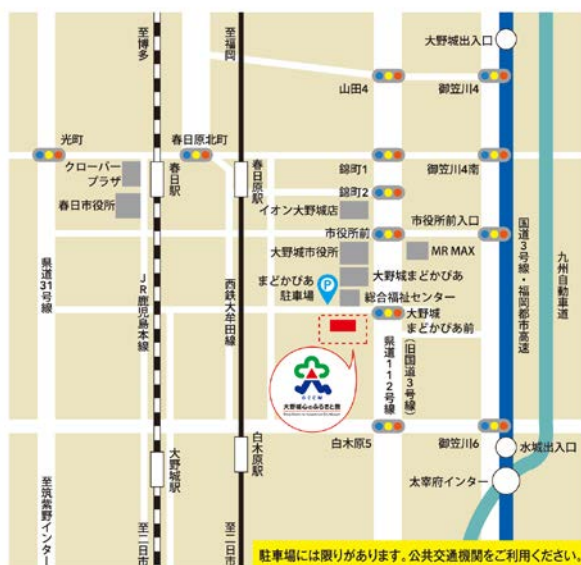 至博多
至福岡
大野城出入口
山田4
御笠川4
光町
春日原北町
錦町1
御笠川4南
クローバー
プラザ
春日駅
春日原駅
錦町2
イオン大野城店
春日市役所
市役所前
市役所前入口
大野城市役所
MR MAX
まどかぴあ
駐車場
P
大野城まどかぴあ
総合福祉センター
大野城
まどかぴあ前
県道31号線
JR鹿児島本線
西鉄大牟田線
県道112号線
(旧国道3号線)
国道3号線・福岡都市高速
九州自動車道
大野城心のふるさと館
白木原5
御笠川6
大野城駅
白木原駅
水城出入口
太宰府インター
至筑紫野インター
至二日市
至二日市
駐車場には限りがあります。公共交通機関をご利用ください。